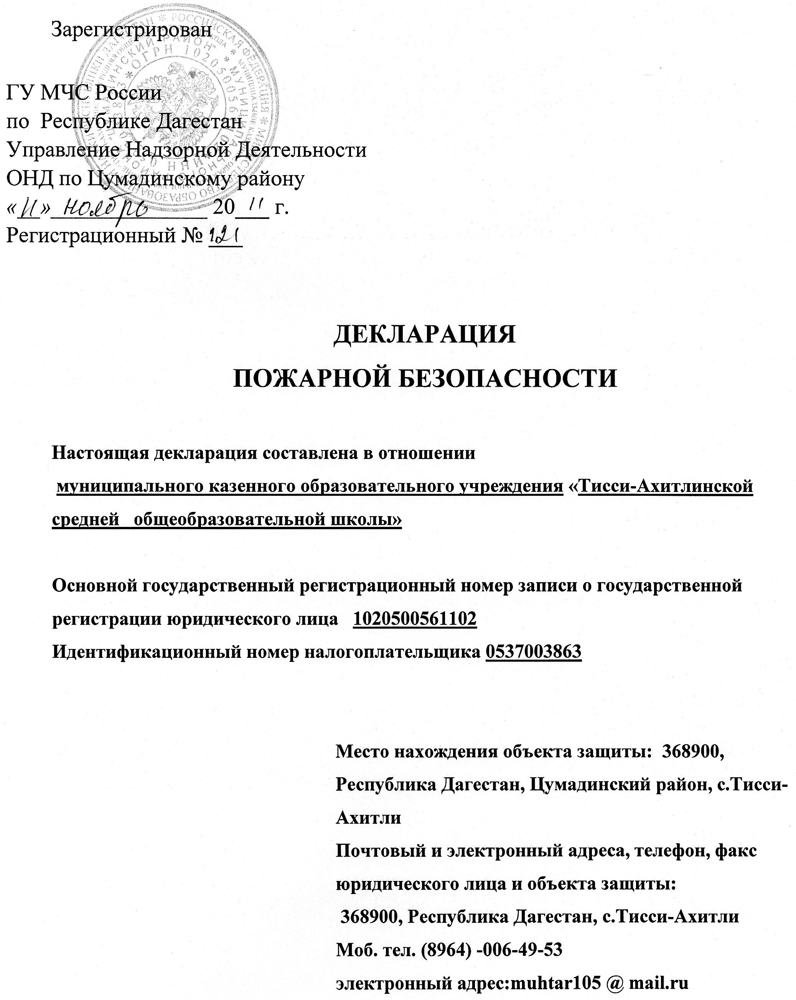 Зарегистрирован
ГУ МЧС России
по Республике Дагестан
Управление Надзорной Деятельности
ОНД по Цумадинскому району
«11» ноябрь 20 11 г.
Регистрационный № 121
ДЕКЛАРАЦИЯ
ПОЖАРНОЙ БЕЗОПАСНОСТИ
Настоящая декларация составлена в отношении
муниципального казенного образовательного учреждения «Тисси-Ахитлинской
средней общеобразовательной школы»
Основной государственный регистрационный номер записи о государственной
регистрации юридического лица 1020500561102
Идентификационный номер налогоплательщика 0537003863
Место нахождения объекта защиты: 368900,
Республика Дагестан, Цумадинский район, с.Тисси-
Ахитли
Почтовый и электронный адреса, телефон, факс
юридического лица и объекта защиты:
368900, Республика Дагестан, с.Тисси-Ахитли
Моб. тел. (8964) -006-49-53
электронный адрес:muhtar105 @ mail.ru